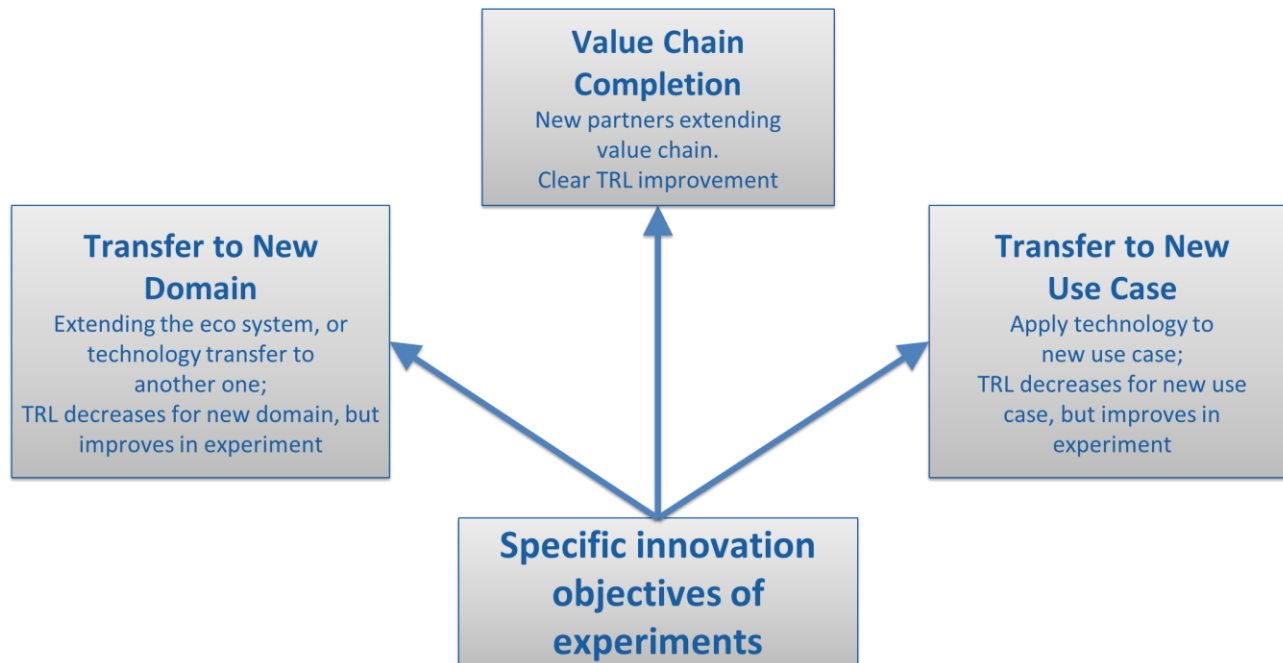 Value Chain
Completion
New partners extending
value chain.
Clear TRL improvement
Transfer to New
Domain
Extending the eco system, or
technology transfer to
another one;
TRL decreases for new domain, but
improves in experiment
Transfer to New
Use Case
Apply technology to
new use case;
TRL decreases for new use
case, but improves in
experiment
Specific innovation
objectives of
experiments